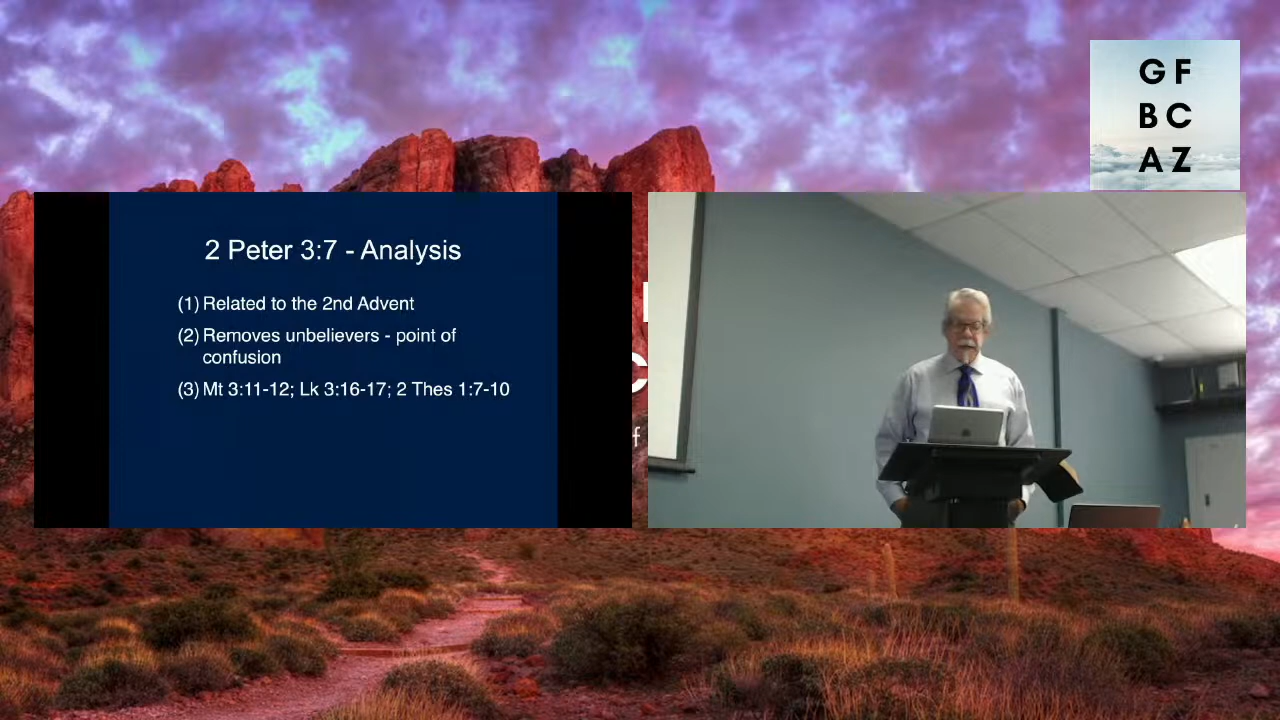 G F
B C
A Z
2 Peter 3:7 - Analysis
(1) Related to the 2nd Advent
(2) Removes unbelievers - point of
confusion
(3) Mt 3:11-12; Lk 3:16-17; 2 Thes 1:7-10